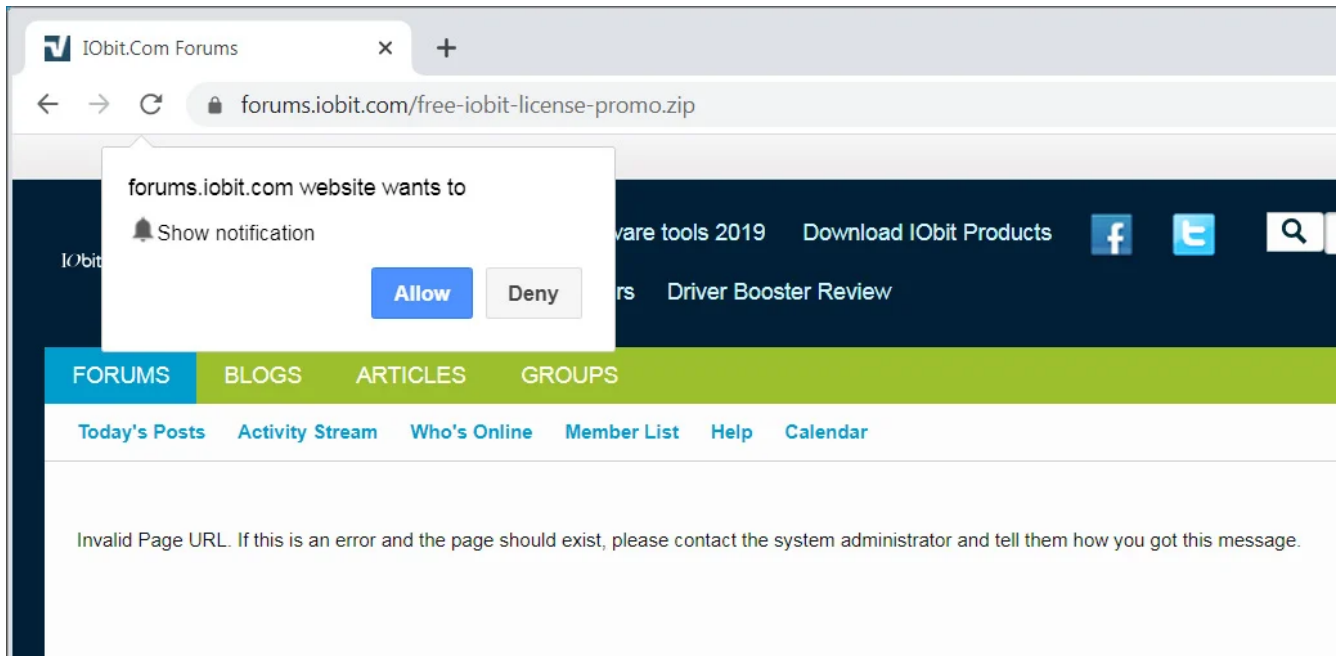 IObit.Com Forums
forums.iobit.com/free-iobit-license-promo.zip
forums.iobit.com website wants to
Show notification
Allow Deny
IObit
tools 2019 Download IObit Products
Driver Booster Review
FORUMS BLOGS ARTICLES GROUPS
Today's Posts Activity Stream Who's Online Member List Help Calendar
Invalid Page URL. If this is an error and the page should exist, please contact the system administrator and tell them how you got this message.